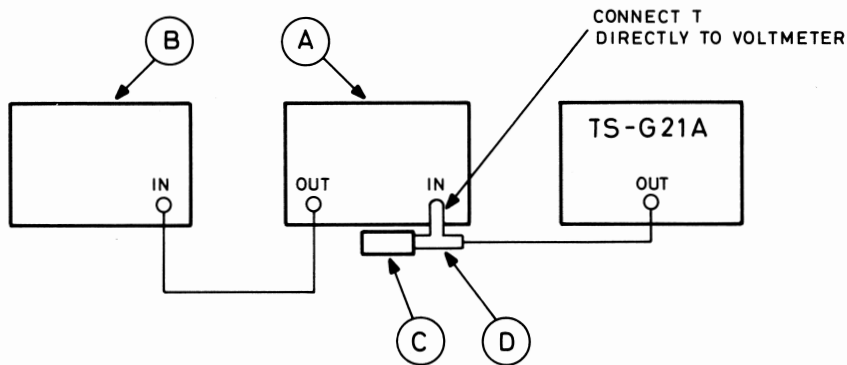 CONNECT T
DIRECTLY TO VOLTMETER
B
A
TS-G21A
IN
OUT
IN
OUT
C
D